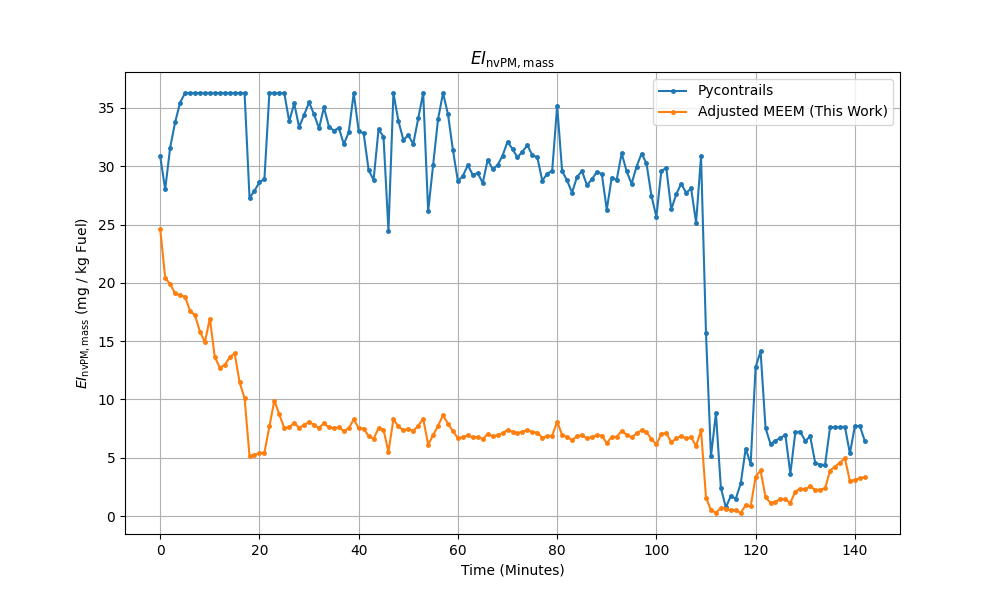 EI_nvPM, mass
Pycontrails
Adjusted MEEM (This Work)
EI_nvPM, mass (mg / kg Fuel)
35
30
25
20
15
10
5
0
0 20 40 60 80 100 120 140
Time (Minutes)